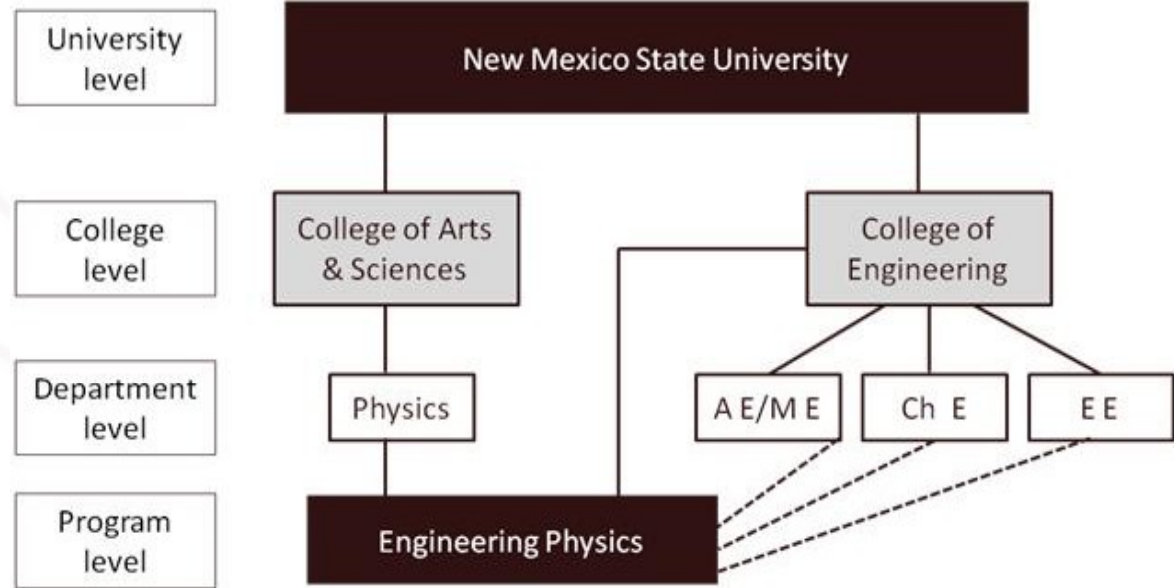 University
level
New Mexico State University
College
level
College of Arts
& Sciences
College of
Engineering
Department
level
Physics
A E/M E
Ch E
E E
Program
level
Engineering Physics